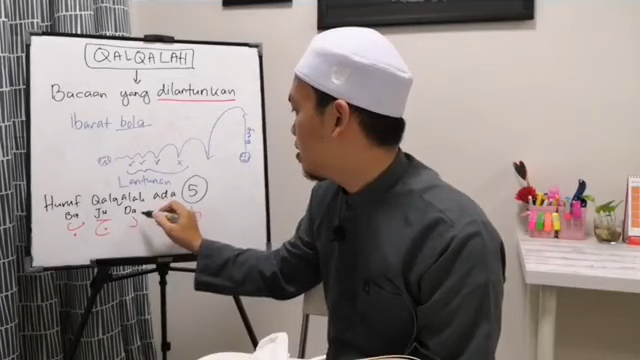 QALQALAH
Bacaan yang dilantunkan
Ibarat bola
Lantunan
Huruf Qalqalah ada 5
Ba Ju Da
ب ج د